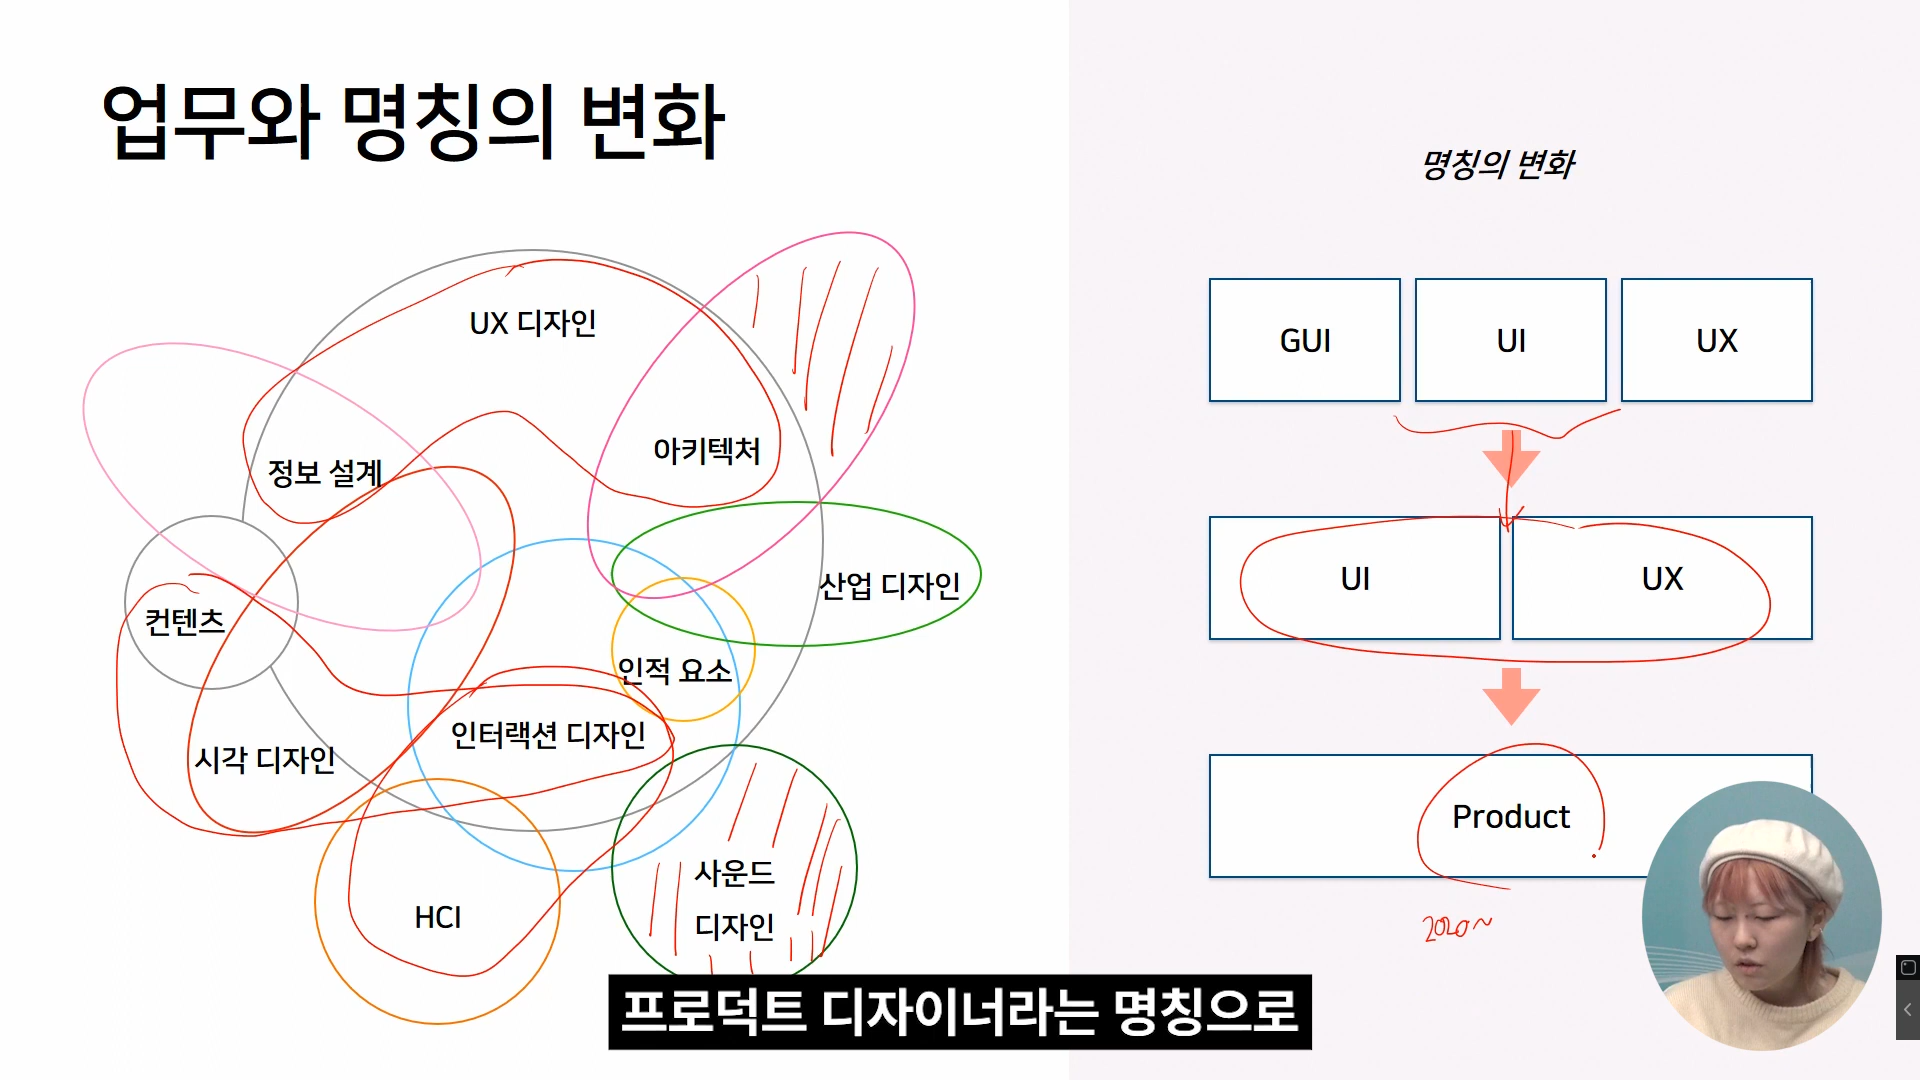 업무와 명칭의 변화
명칭의 변화
UX 디자인
정보 설계
아키텍처
컨텐츠
산업 디자인
인적 요소
인터랙션 디자인
시각 디자인
HCI
사운드
디자인
GUI
UI
UX
UI
UX
Product
2020~
프로덕트 디자이너라는 명칭으로